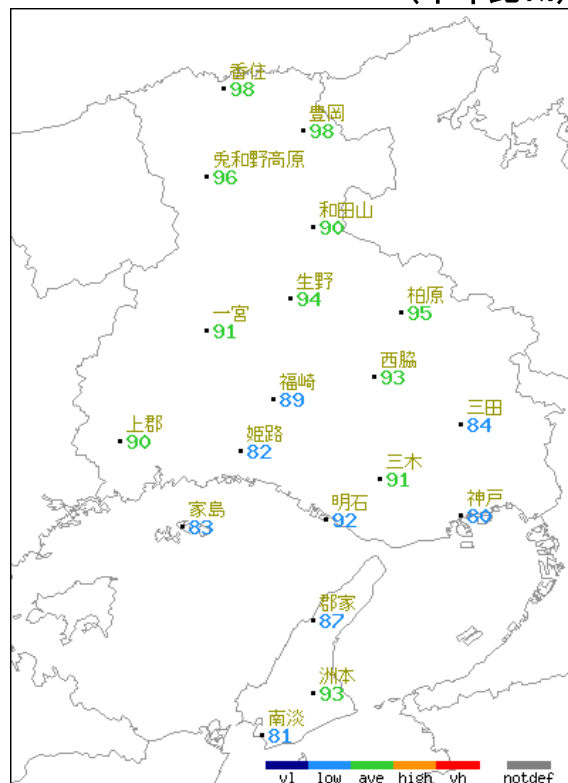 香住
98
豊岡
98
兎和野高原
96
和田山
90
生野
94
柏原
95
一宮
91
西脇
93
福崎
89
三田
84
上郡
90
姫路
82
三木
91
家島
83
明石
92
神戸
80
郡家
87
洲本
93
南淡
81
vl low ave high vh notdef